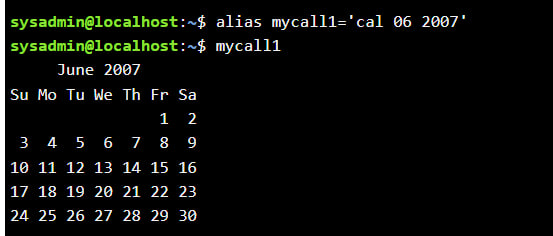 sysadmin@localhost:~$ alias mycall1='cal 06 2007'
sysadmin@localhost:~$ mycall1
     June 2007
Su Mo Tu We Th Fr Sa
                1  2
 3  4  5  6  7  8  9
10 11 12 13 14 15 16
17 18 19 20 21 22 23
24 25 26 27 28 29 30